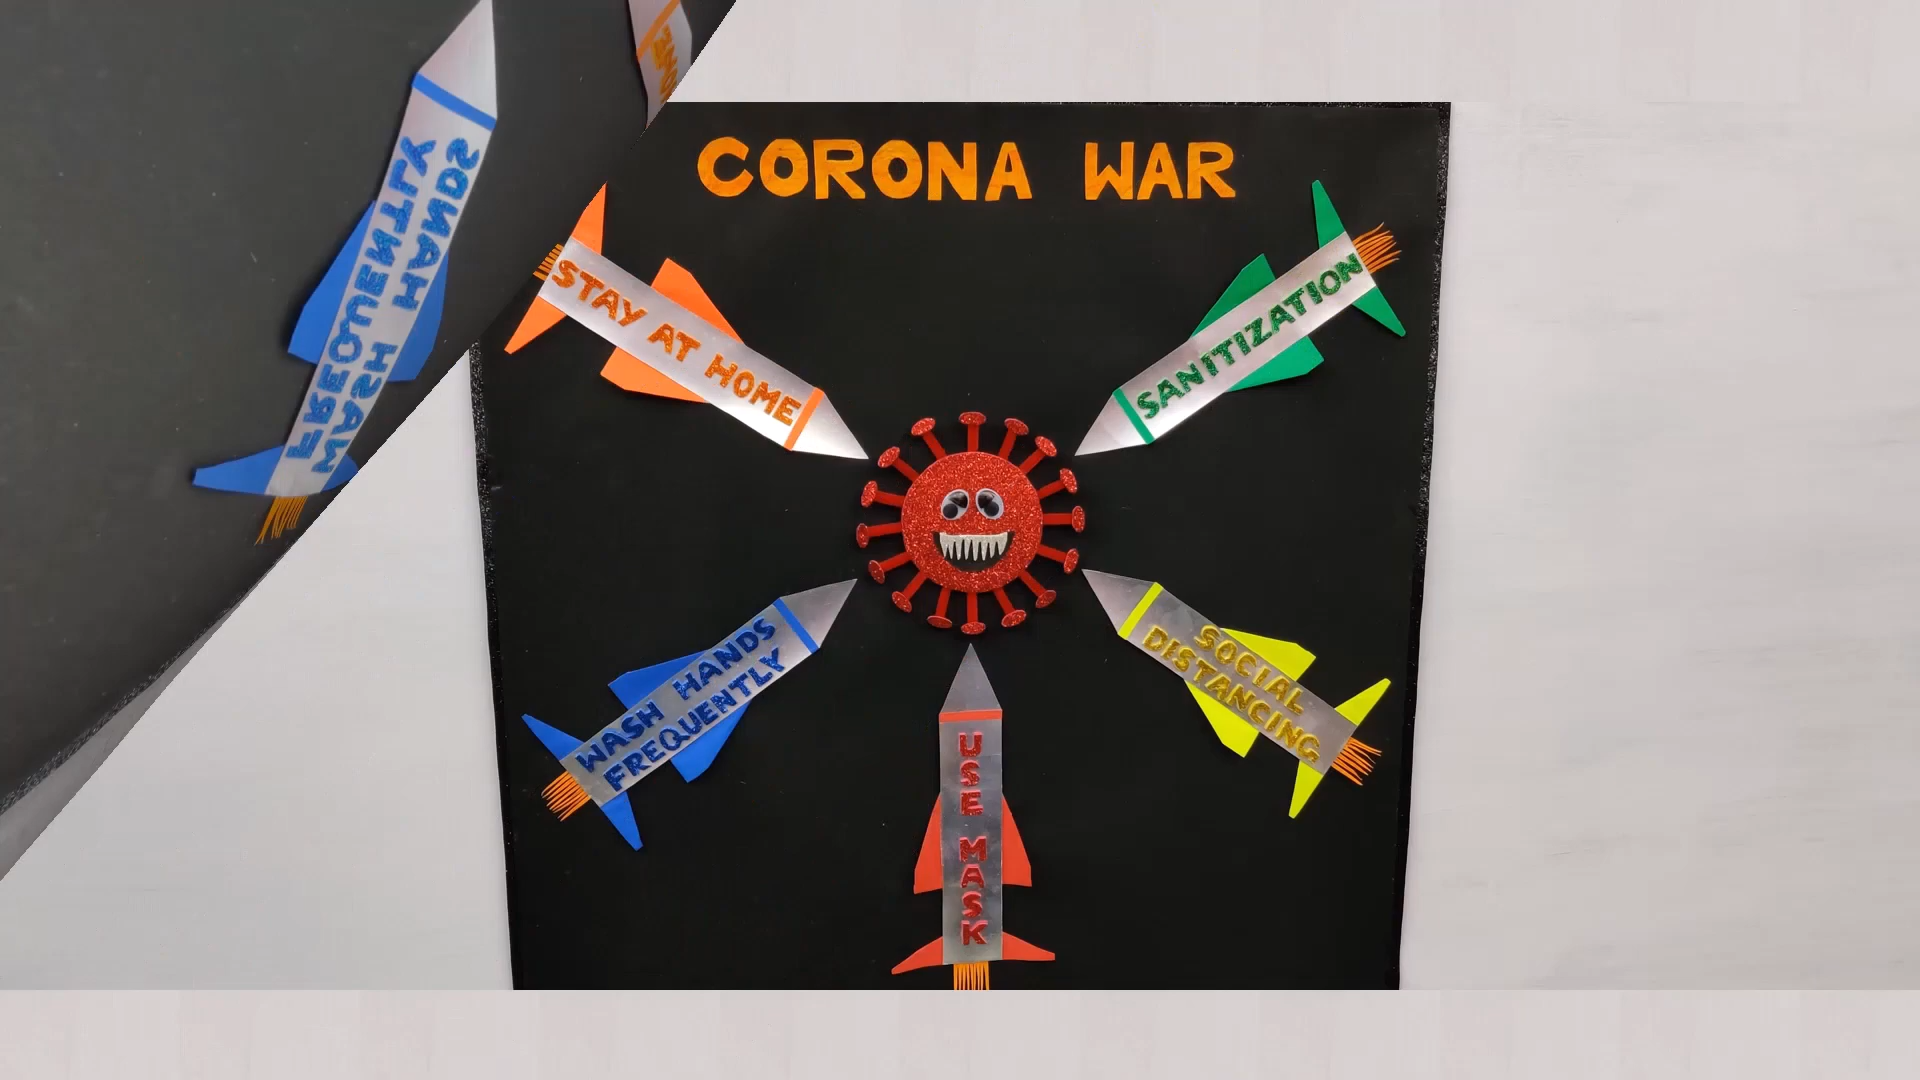 CORONA WAR
STAY AT HOME
SANITIZATION
WASH HANDS
FREQUENTLY
SOCIAL
DISTANCING
USE MASK
WASH HANDS
FREQUENTLY